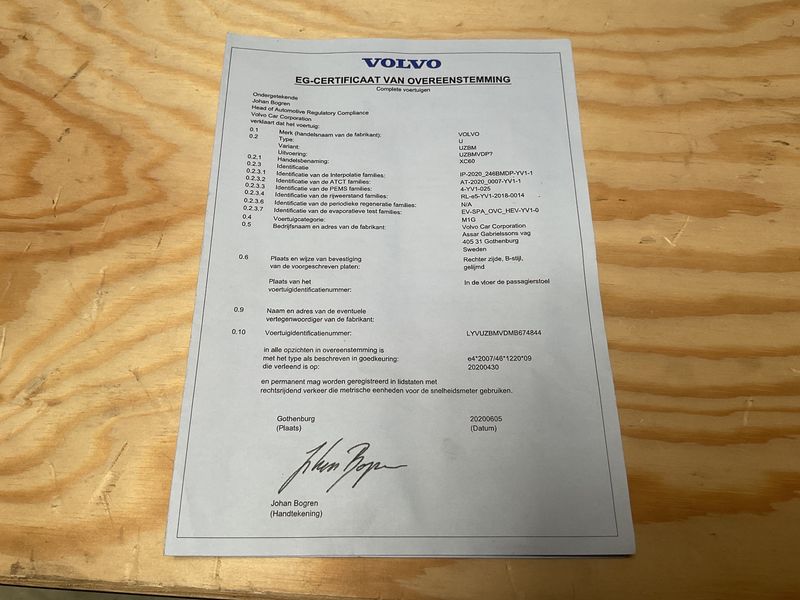 VOLVO
EG-CERTIFICAAT VAN OVEREENSTEMMING
Complete voertuigen
Ondergetekende
Johan Bogren
Head of Automotive Regulatory Compliance
Volvo Car Corporation
verklaart dat het voertuig:
0.1 Merk (handelsnaam van de fabrikant): VOLVO
0.2 Type: U
Variant: UZBM
Uitvoering: UZBMVDP7
0.2.1 Handelsbenaming: XC60
0.2.3 Identificatie
0.2.3.1 Identificatie van de Interpolatie families: IP-2020_246BMDP-YV1-1
0.2.3.2 Identificatie van de ATCT families: AT-2020_0007-YV1-1
0.2.3.3 Identificatie van de PEMS families: 4-YV1-025
0.2.3.4 Identificatie van de rijweerstand families: RL-e5-YV1-2018-0014
0.2.3.6 Identificatie van de periodieke regeneratie families: N/A
0.2.3.7 Identificatie van de evaporatieve test families: EV-SPA_OVC_HEV-YV1-0
0.4 Voertuigcategorie: M1G
0.5 Bedrijfsnaam en adres van de fabrikant: Volvo Car Corporation
Assar Gabrielssons vag
405 31 Gothenburg
Sweden
0.6 Plaats en wijze van bevestiging Rechter zijde, B-stijl,
van de voorgeschreven platen: gelijmd
Plaats van het In de vloer de passagierstoel
voertuigidentificatienummer:
0.9 Naam en adres van de eventuele
vertegenwoordiger van de fabrikant:
0.10 Voertuigidentificatienummer: LYVUZBMVDMB674844
in alle opzichten in overeenstemming is
met het type als beschreven in goedkeuring: e4*2007/46*1220*09
die verleend is op: 20200430
en permanent mag worden geregistreerd in lidstaten met
rechtsrijdend verkeer die metrische eenheden voor de snelheidsmeter gebruiken.
Gothenburg 20200605
(Plaats) (Datum)
Johan Bogren
Johan Bogren
(Handtekening)